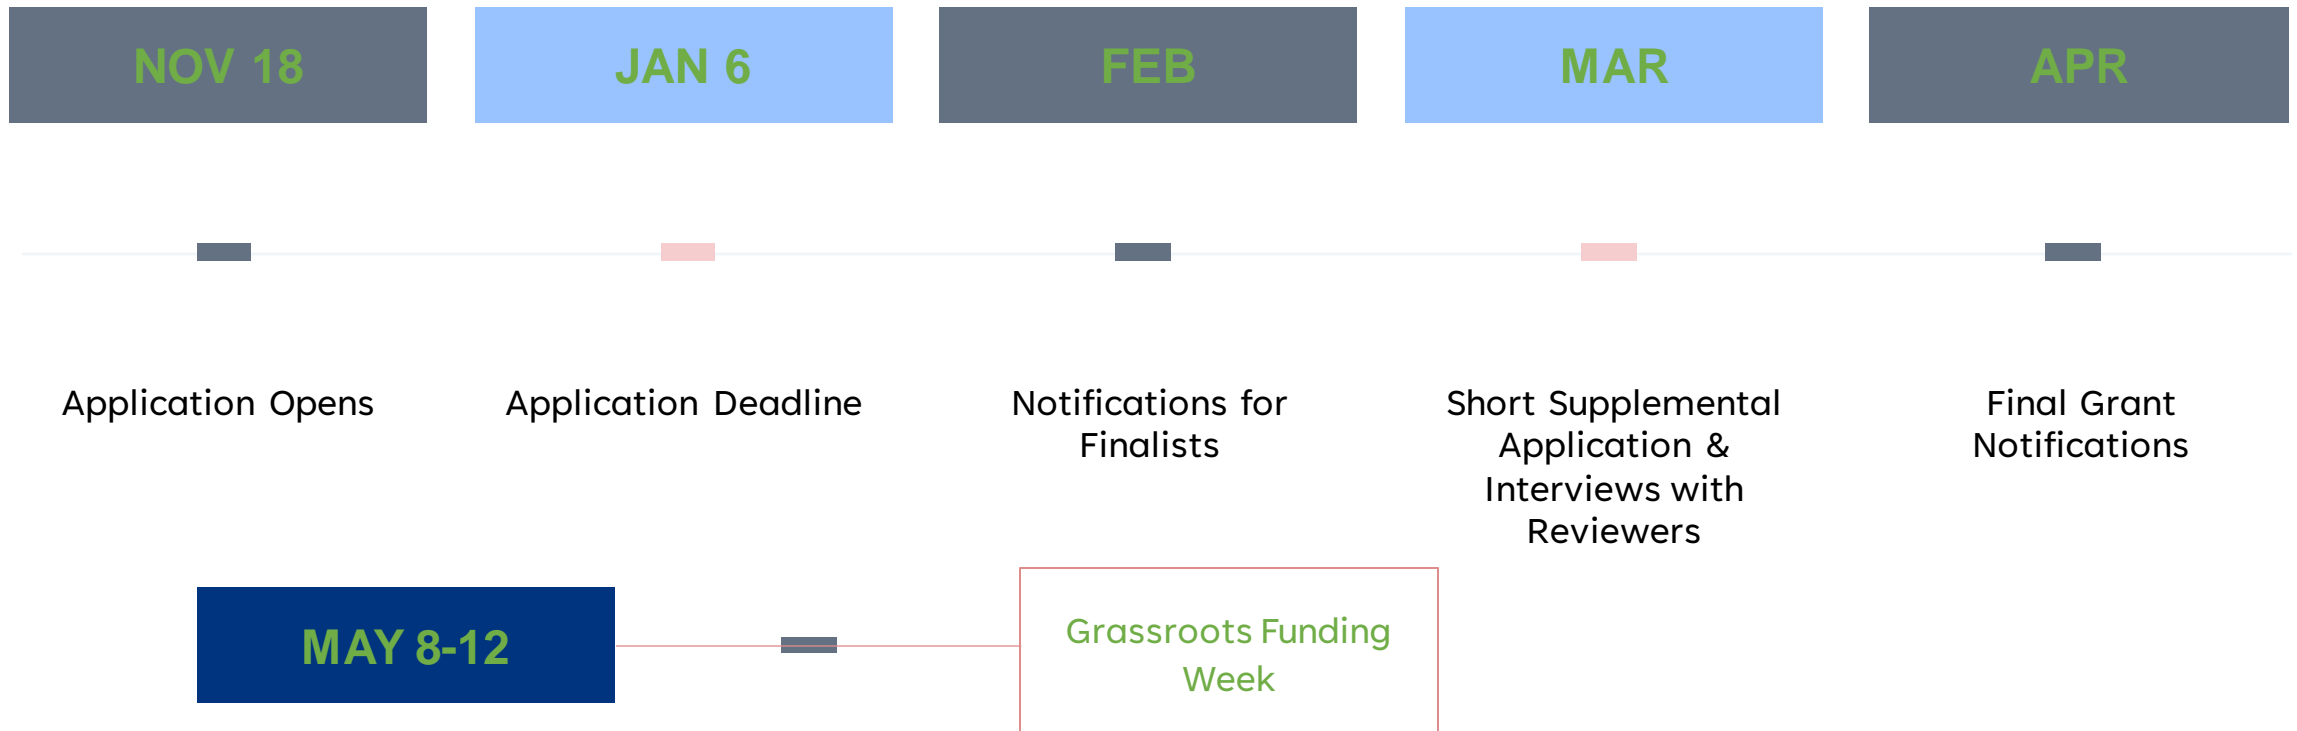 NOV 18
JAN 6
FEB
MAR
APR
Application Opens
Application Deadline
Notifications for
Finalists
Short Supplemental
Application &
Interviews with
Reviewers
Final Grant
Notifications
MAY 8-12
Grassroots Funding
Week